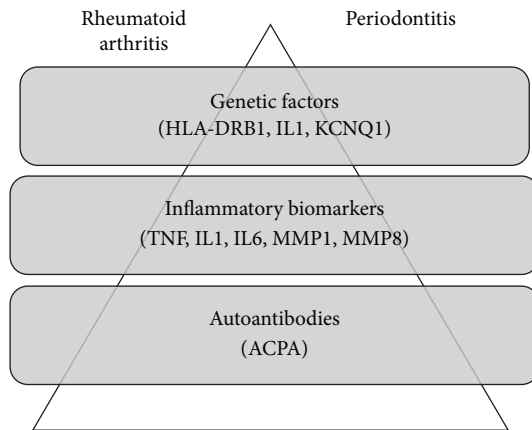 Rheumatoid
arthritis
Periodontitis
Genetic factors
(HLA-DRB1, IL1, KCNQ1)
Inflammatory biomarkers
(TNF, IL1, IL6, MMP1, MMP8)
Autoantibodies
(ACPA)